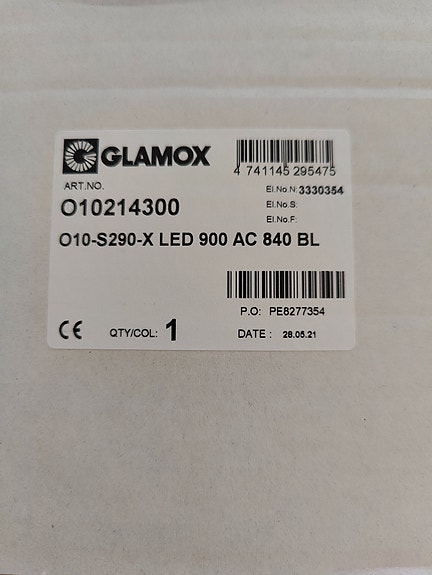 GLAMOX
4 741145 295475
ART.NO.
O10214300
El.No.N: 3330354
El.No.S:
El.No.F:
O10-S290-X LED 900 AC 840 BL
P.O: PE8277354
CE QTY/COL: 1 DATE : 28.05.21